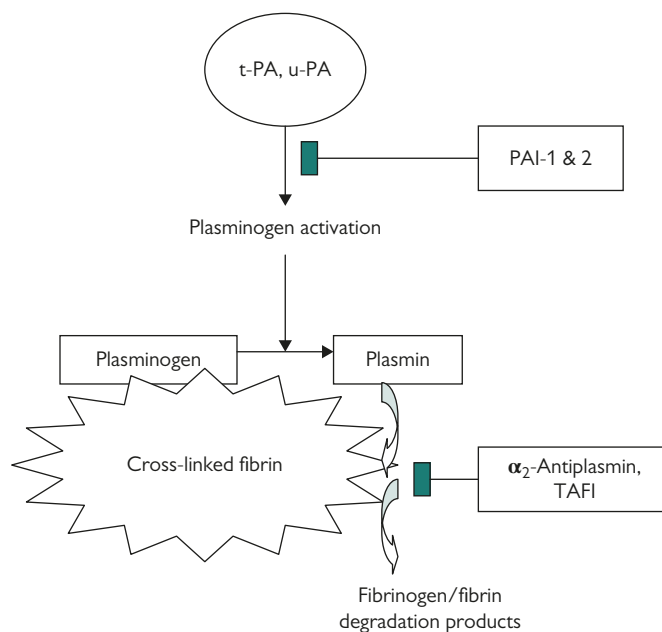 t-PA, u-PA
PAI-1 & 2
Plasminogen activation
Plasminogen
Plasmin
Cross-linked fibrin
α₂-Antiplasmin,
TAFI
Fibrinogen/fibrin
degradation products